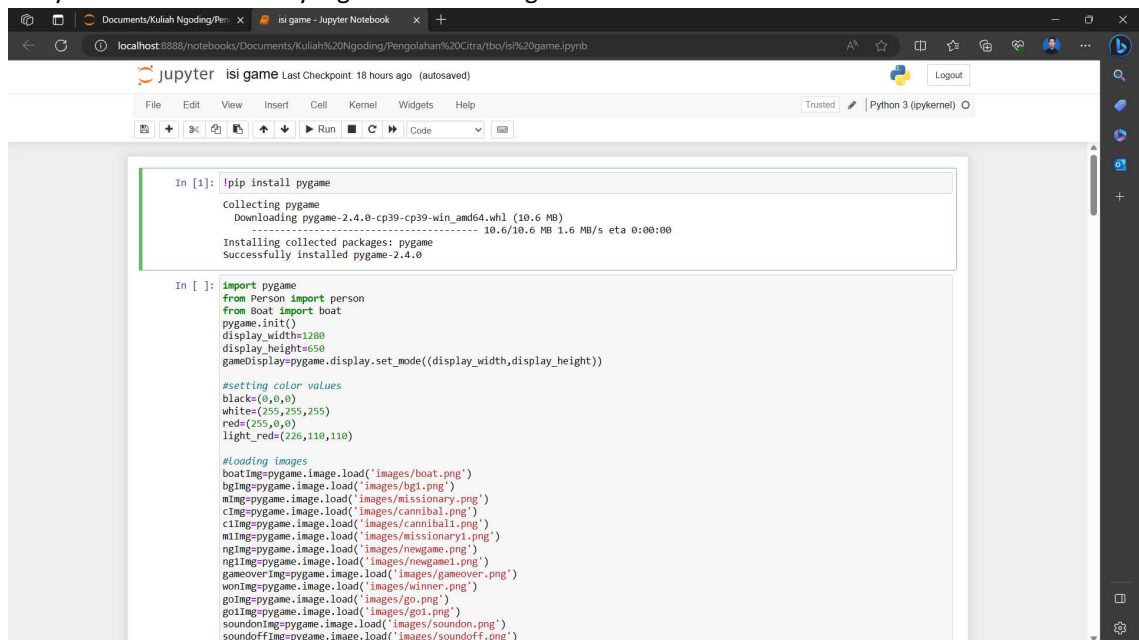 Documents/Kuliah Ngoding/Pen
isi game - Jupyter Notebook
localhost:8888/notebooks/Documents/Kuliah%20Ngoding/Pengolahan%20Citra/tbo/isi%20game.ipynb
jupyter isi game Last Checkpoint: 18 hours ago (autosaved)
Logout
File Edit View Insert Cell Kernel Widgets Help
Trusted Python 3 (ipykernel)
Run Code
In [1]: !pip install pygame
Collecting pygame
Downloading pygame-2.4.0-cp39-cp39-win_amd64.whl (10.6 MB)
---------------------------------------- 10.6/10.6 MB 1.6 MB/s eta 0:00:00
Installing collected packages: pygame
Successfully installed pygame-2.4.0
In [ ]: import pygame
from Person import person
from Boat import boat
pygame.init()
display_width=1280
display_height=650
gameDisplay=pygame.display.set_mode((display_width,display_height))
#setting color values
black=(0,0,0)
white=(255,255,255)
red=(255,0,0)
light_red=(226,110,110)
#loading images
boatImg=pygame.image.load('images/boat.png')
bgImg=pygame.image.load('images/bg1.png')
mImg=pygame.image.load('images/missionary.png')
cImg=pygame.image.load('images/cannibal.png')
c1Img=pygame.image.load('images/cannibal1.png')
m1Img=pygame.image.load('images/missionary1.png')
ngImg=pygame.image.load('images/newgame.png')
ng1Img=pygame.image.load('images/newgame1.png')
gameoverImg=pygame.image.load('images/gameover.png')
wonImg=pygame.image.load('images/winner.png')
goImg=pygame.image.load('images/go.png')
go1Img=pygame.image.load('images/go1.png')
soundonImg=pygame.image.load('images/soundon.png')
soundoffImg=pygame.image.load('images/soundoff.png')